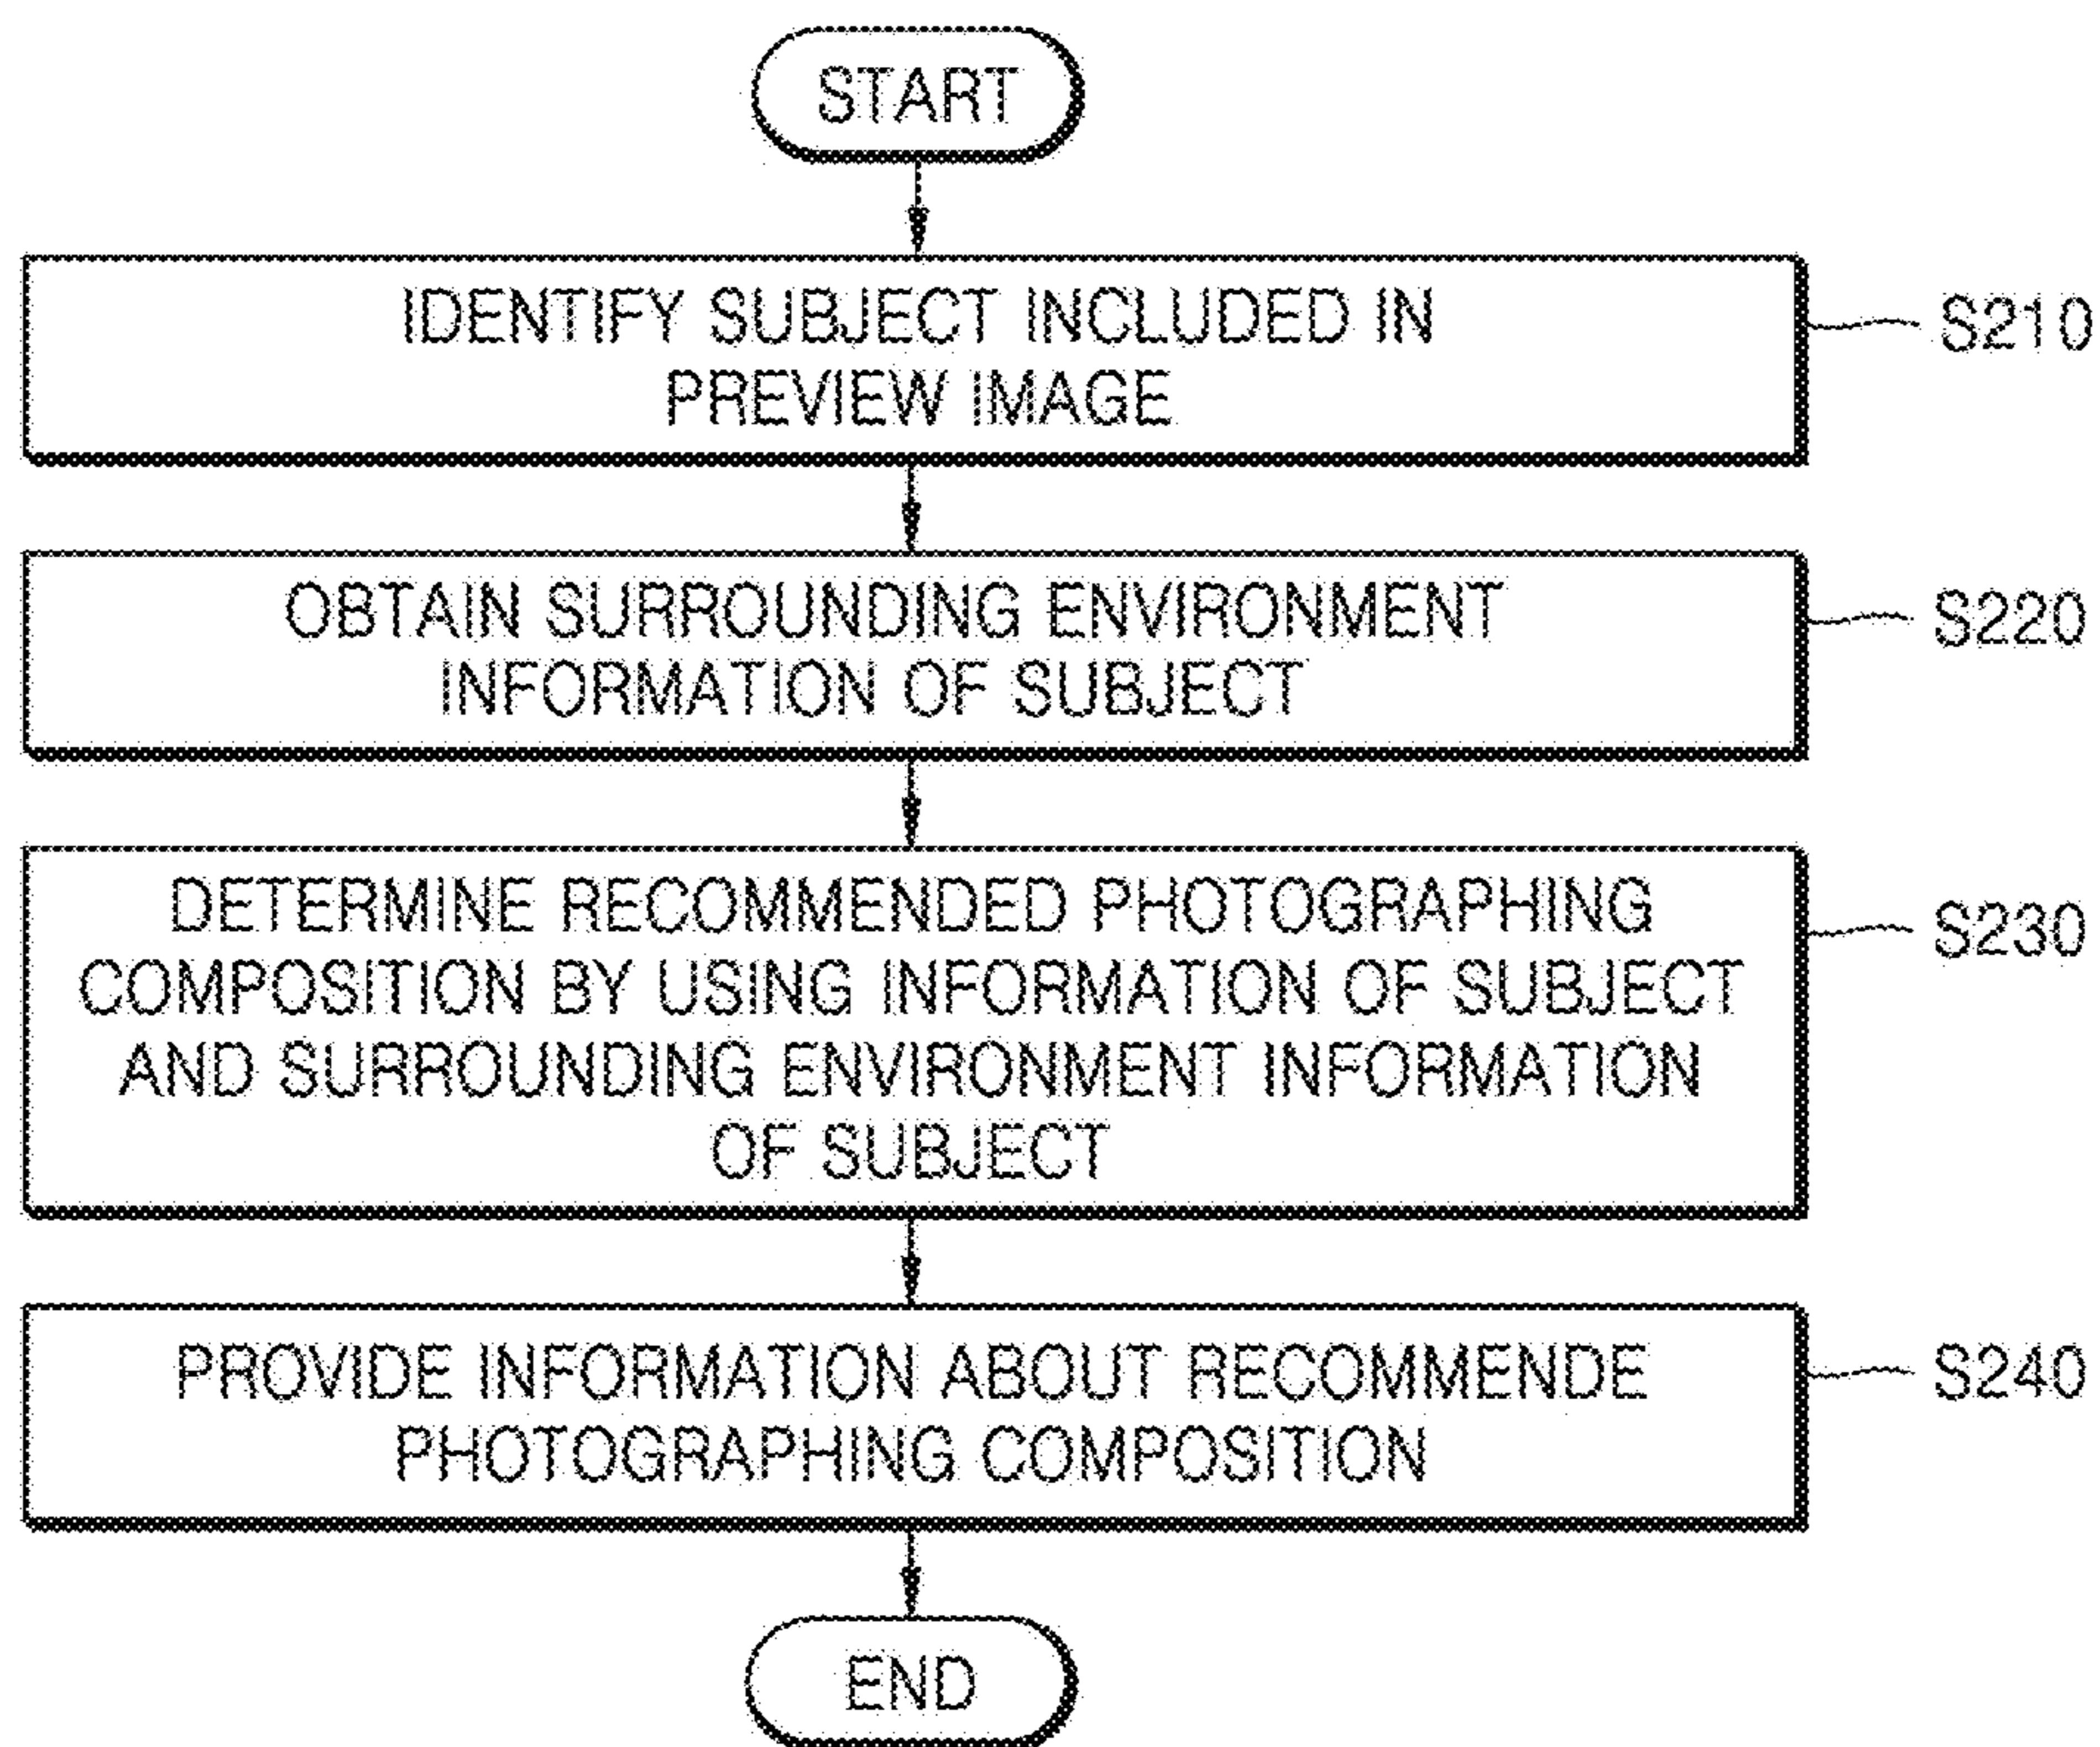 START
IDENTIFY SUBJECT INCLUDED IN
PREVIEW IMAGE
S210
OBTAIN SURROUNDING ENVIRONMENT
INFORMATION OF SUBJECT
S220
DETERMINE RECOMMENDED PHOTOGRAPHING
COMPOSITION BY USING INFORMATION OF SUBJECT
AND SURROUNDING ENVIRONMENT INFORMATION
OF SUBJECT
S230
PROVIDE INFORMATION ABOUT RECOMMENDE
PHOTOGRAPHING COMPOSITION
S240
END